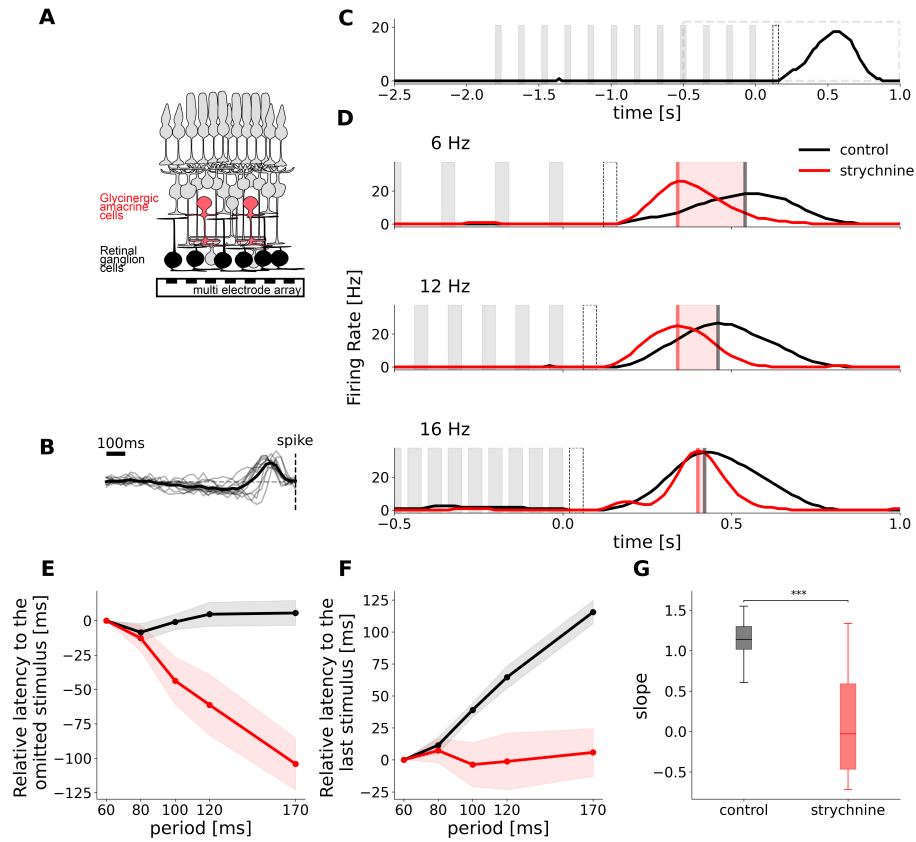 A
Glycinergic
amacrine
cells
Retinal
ganglion
cells
multi electrode array
B
100ms
spike
C
20
0
−2.5 −2.0 −1.5 −1.0 −0.5 0.0 0.5 1.0
time [s]
D
Firing Rate [Hz]
6 Hz
control
strychnine
20
0
12 Hz
20
0
16 Hz
20
0
−0.5 0.0 0.5 1.0
time [s]
E
Relative latency to the
omitted stimulus [ms]
0
−25
−50
−75
−100
−125
60 80 100 120 170
period [ms]
F
Relative latency to the
last stimulus [ms]
125
100
75
50
25
0
−25
60 80 100 120 170
period [ms]
G
slope
***
1.5
1.0
0.5
0.0
−0.5
control strychnine